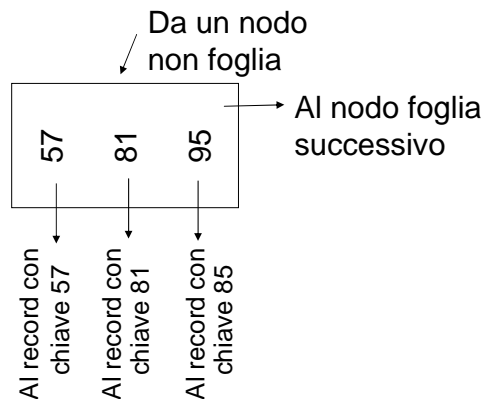 Da un nodo
non foglia
Al nodo foglia
successivo
57
81
95
Al record con
chiave 57
Al record con
chiave 81
Al record con
chiave 85